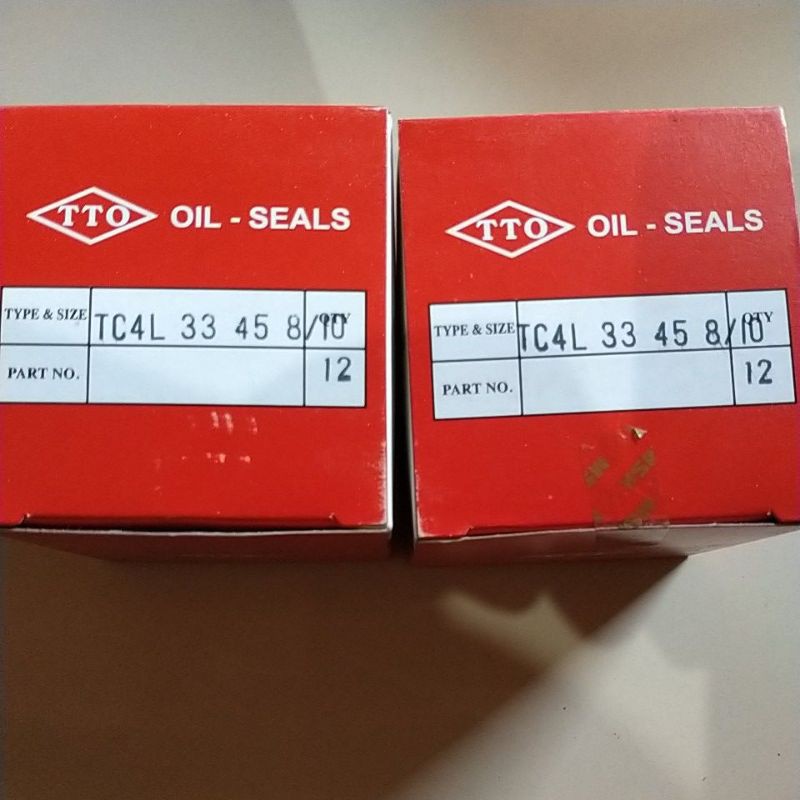 TTO OIL - SEALS
TYPE & SIZE TC4L 33 45 8/10 QTY
PART NO. 12
TTO OIL - SEALS
TYPE & SIZE TC4L 33 45 8/10 QTY
PART NO. 12